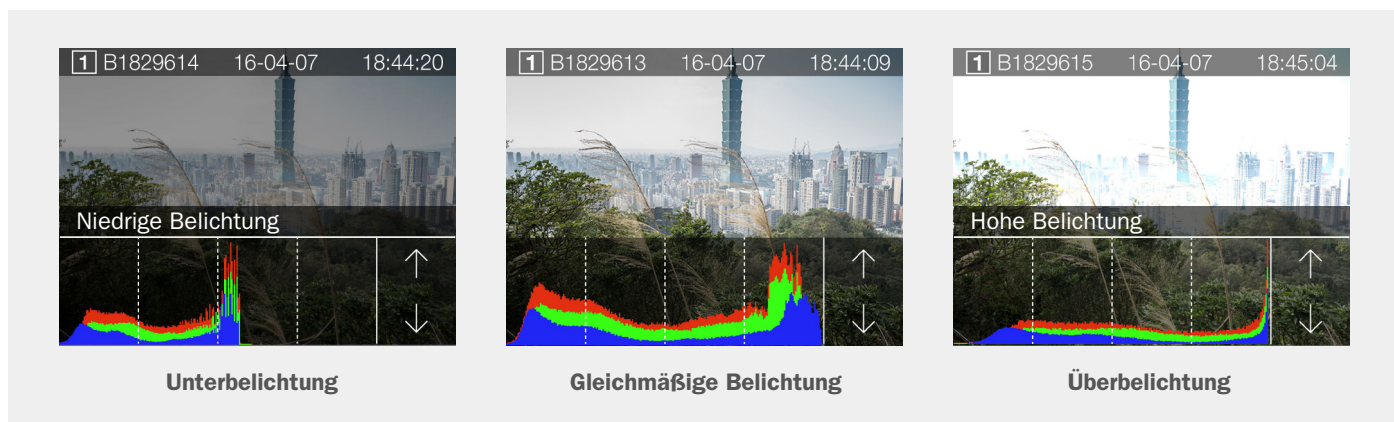 1 B1829614 16-04-07 18:44:20
Niedrige Belichtung
Unterbelichtung
1 B1829613 16-04-07 18:44:09
Gleichmäßige Belichtung
1 B1829615 16-04-07 18:45:04
Hohe Belichtung
Überbelichtung